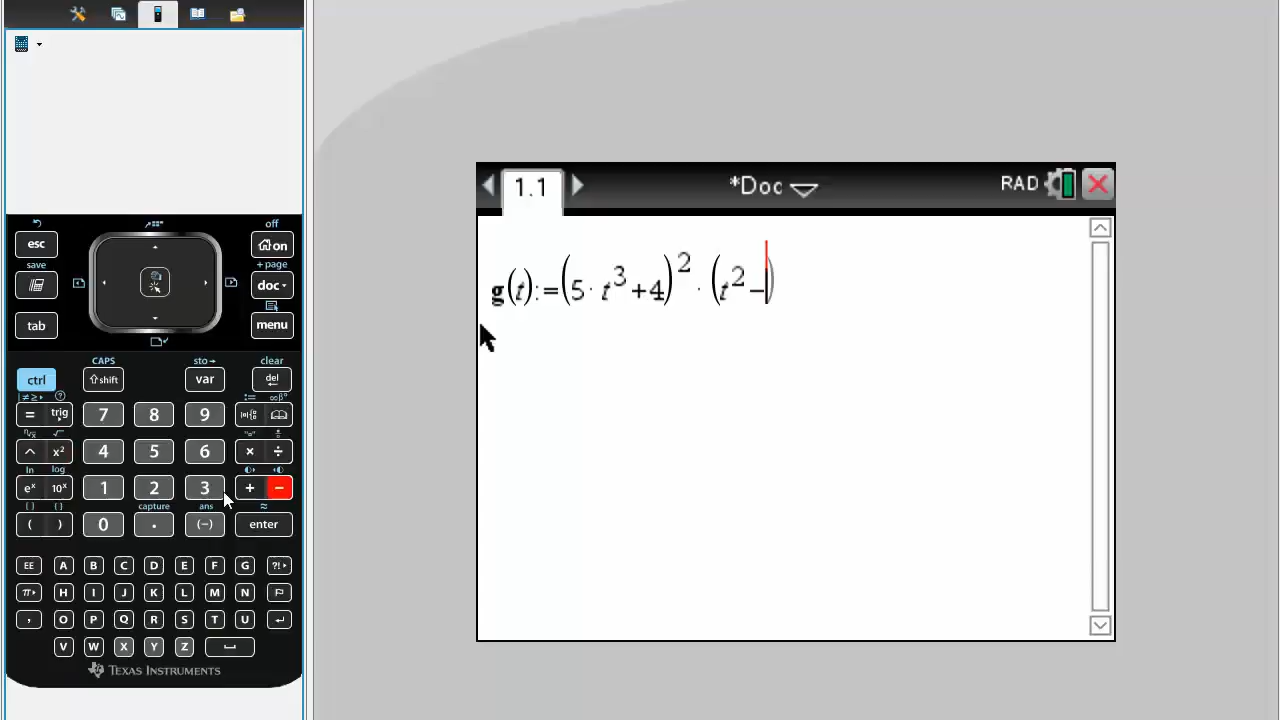 1.1
*Doc
RAD
g(t):=(5·t³+4)²·(t²−)
off
esc
on
save
+ page
doc
tab
menu
CAPS
sto→
clear
ctrl
⇧shift
var
del
|≠≥▸
?
:=
∞β°
=
trig
7
8
9
|□|{
ⁿ√x
√
"□"
^
x²
4
5
6
×
÷
ln
log
eˣ
10ˣ
1
2
3
+
−
{ }
[ ]
capture
ans
≈
(
)
0
.
(−)
enter
EE
A
B
C
D
E
F
G
?!▸
π▸
H
I
J
K
L
M
N
,
O
P
Q
R
S
T
U
V
W
X
Y
Z
TEXAS INSTRUMENTS